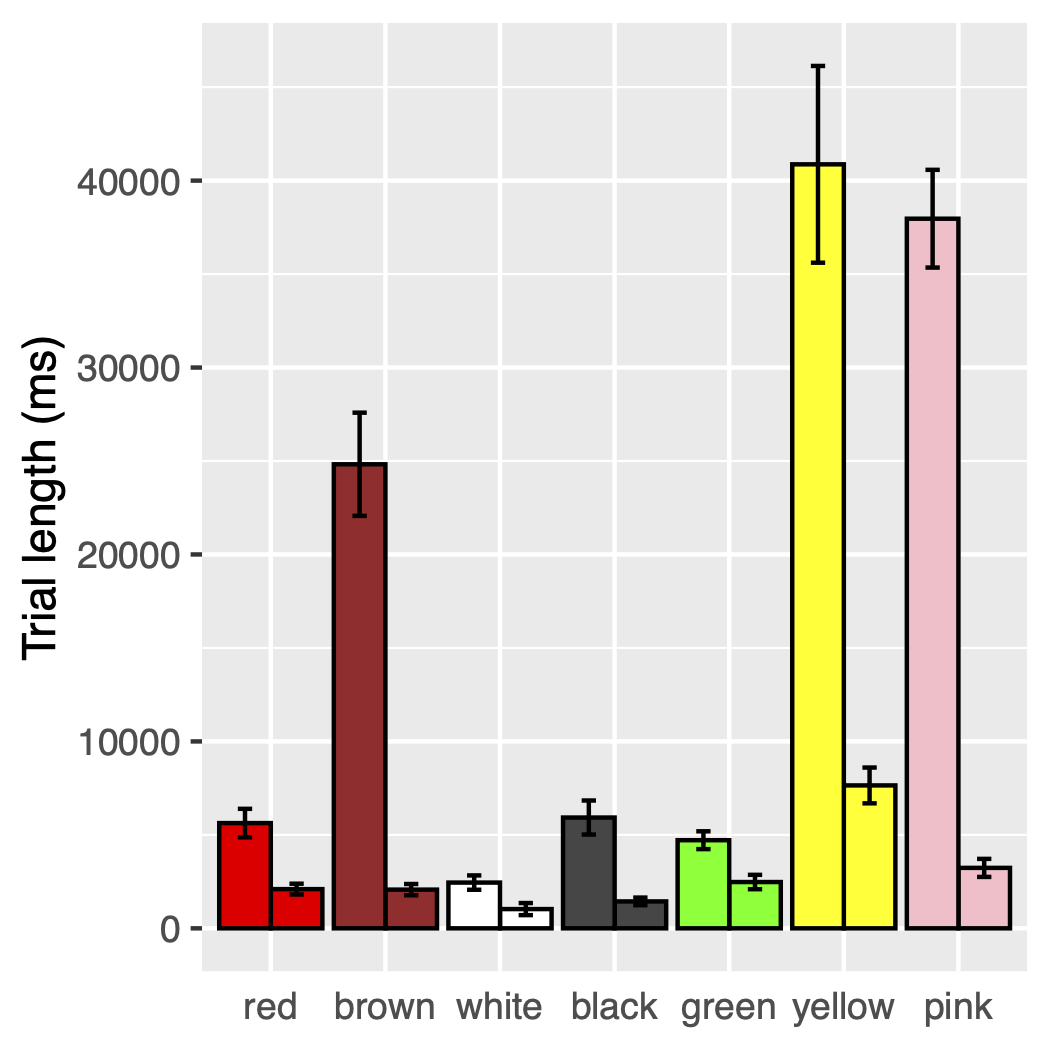 Trial length (ms)
40000
30000
20000
10000
0
red brown white black green yellow pink